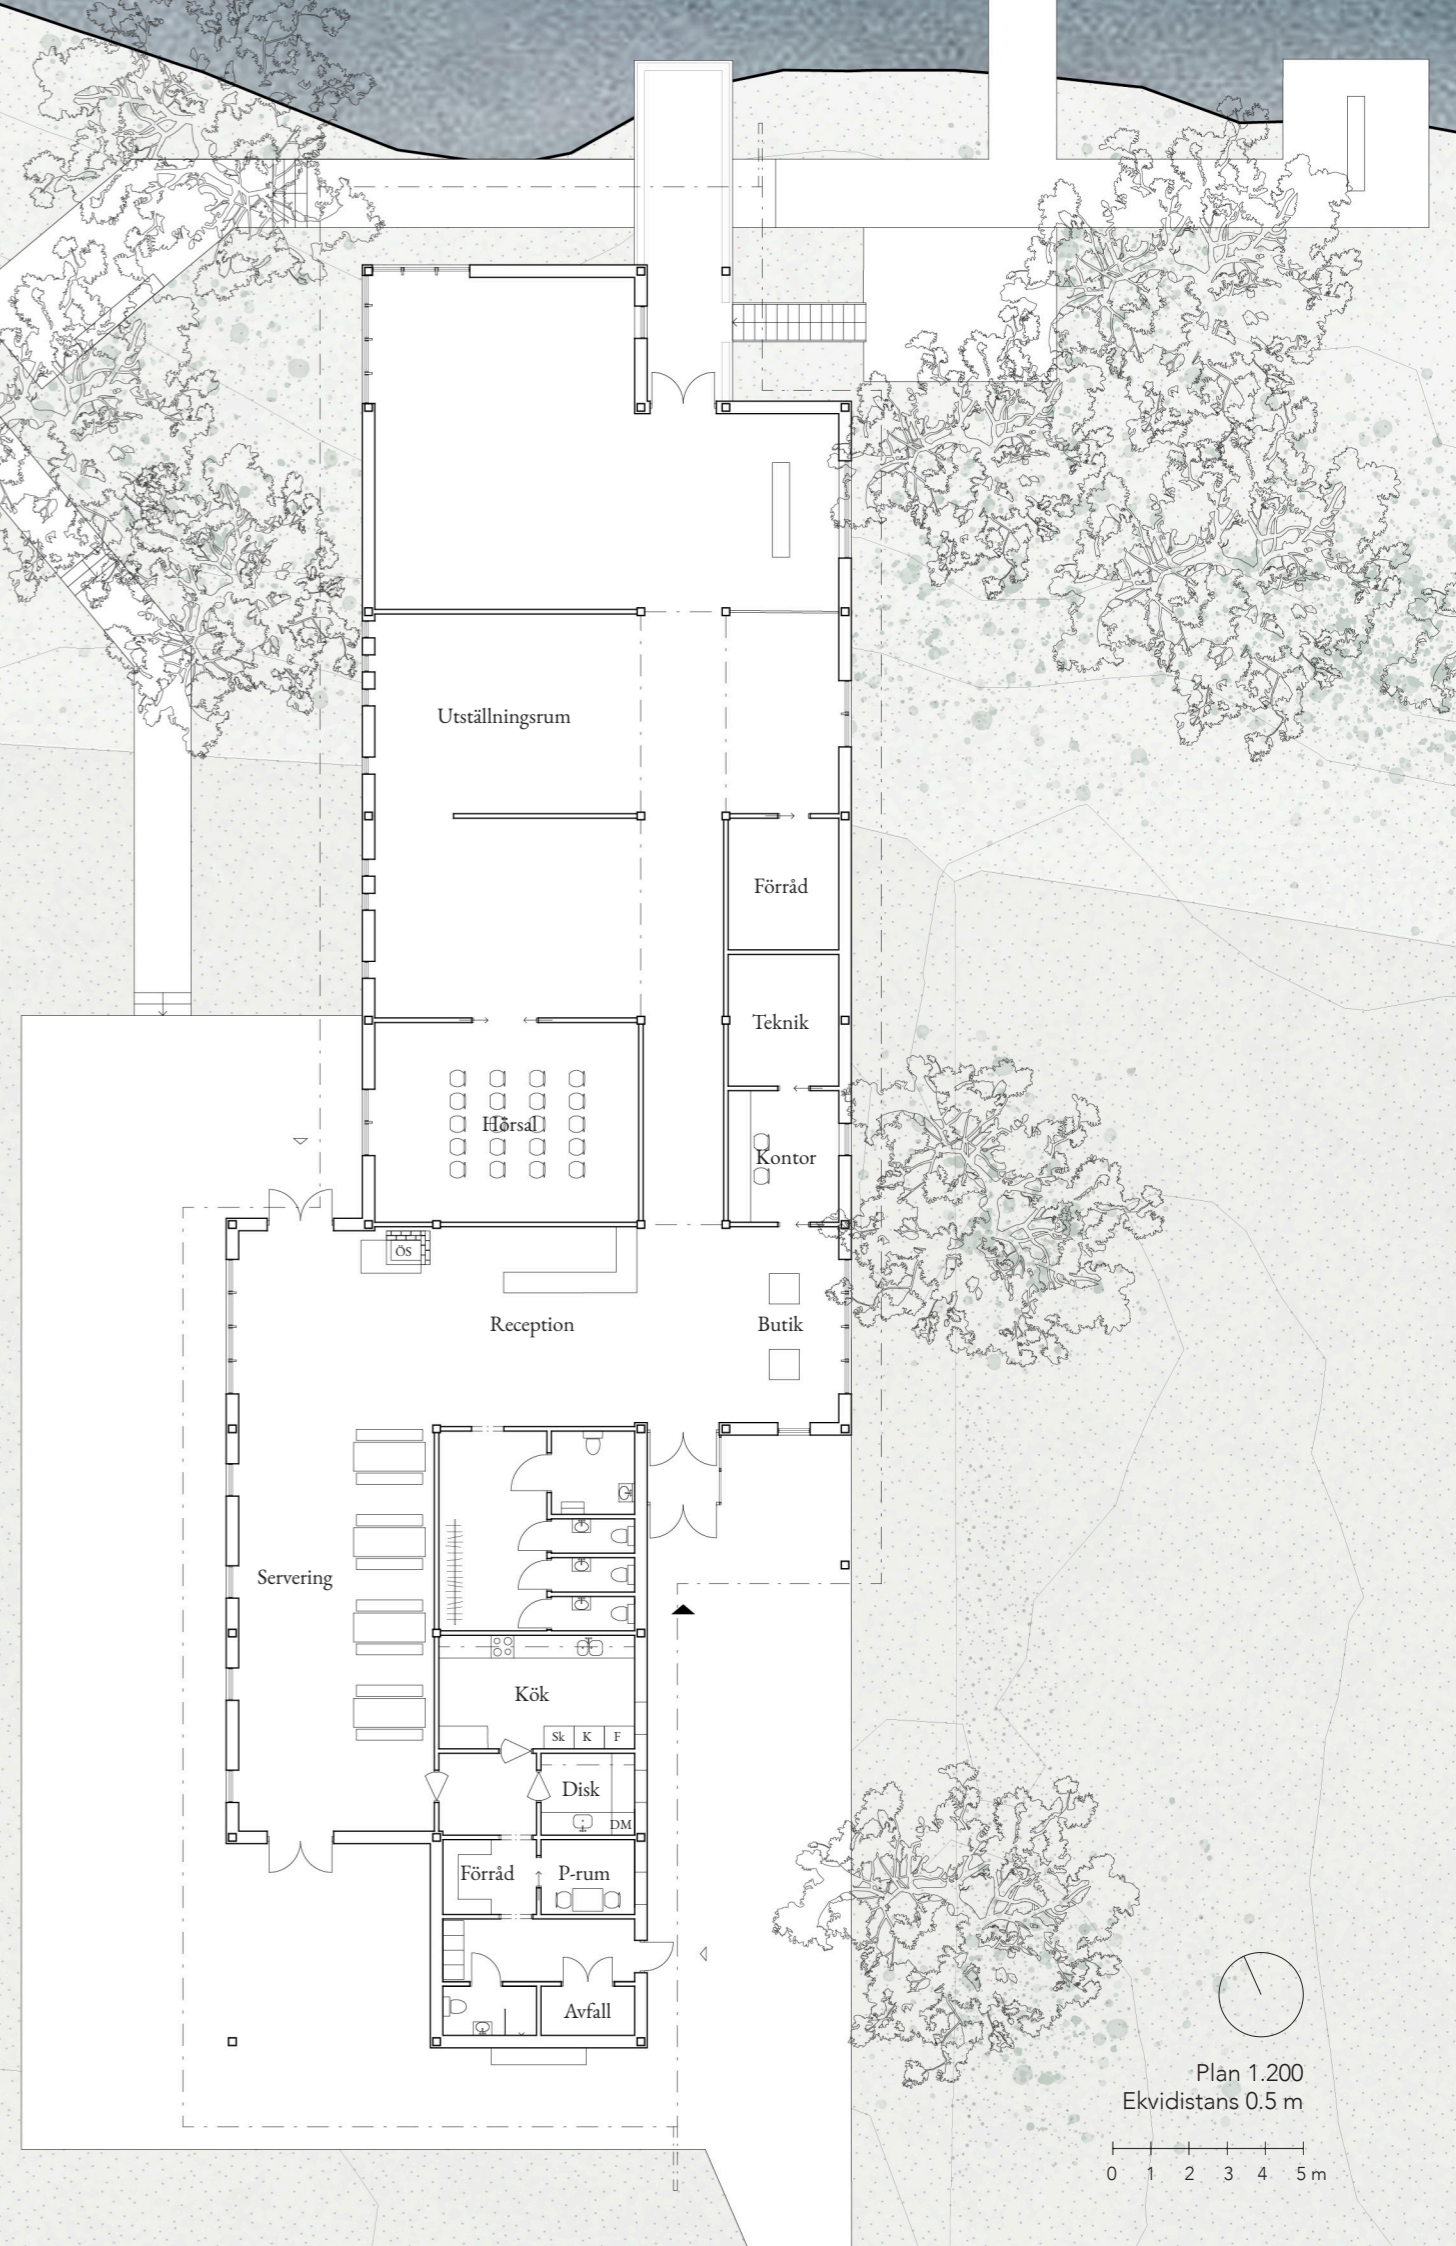 Utställningsrum
Förråd
Teknik
Hörsal
Kontor
ÖS
Reception
Butik
Servering
Kök
Sk
K
F
Disk
DM
Förråd
P-rum
Avfall
Plan 1.200
Ekvidistans 0.5 m
0 1 2 3 4 5 m